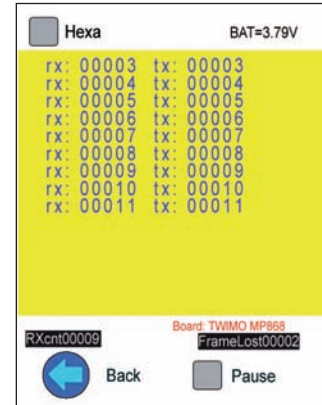 Hexa BAT=3.79V
rx: 00003 tx: 00003
rx: 00004 tx: 00004
rx: 00005 tx: 00005
rx: 00006 tx: 00006
rx: 00007 tx: 00007
rx: 00008 tx: 00008
rx: 00009 tx: 00009
rx: 00010 tx: 00010
rx: 00011 tx: 00011
Board: TWIMO MP868
RXcnt00009 FrameLost00002
Back Pause